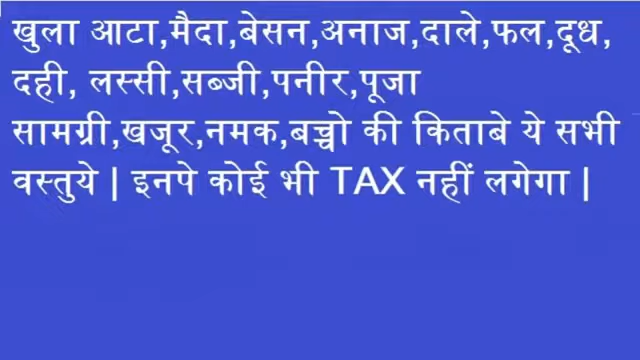 खुला आटा,मैदा,बेसन,अनाज,दाले,फल,दूध,
दही, लस्सी,सब्जी,पनीर,पूजा
सामग्री,खजूर,नमक,बच्चो की किताबे ये सभी
वस्तुये | इनपे कोई भी TAX नहीं लगेगा |